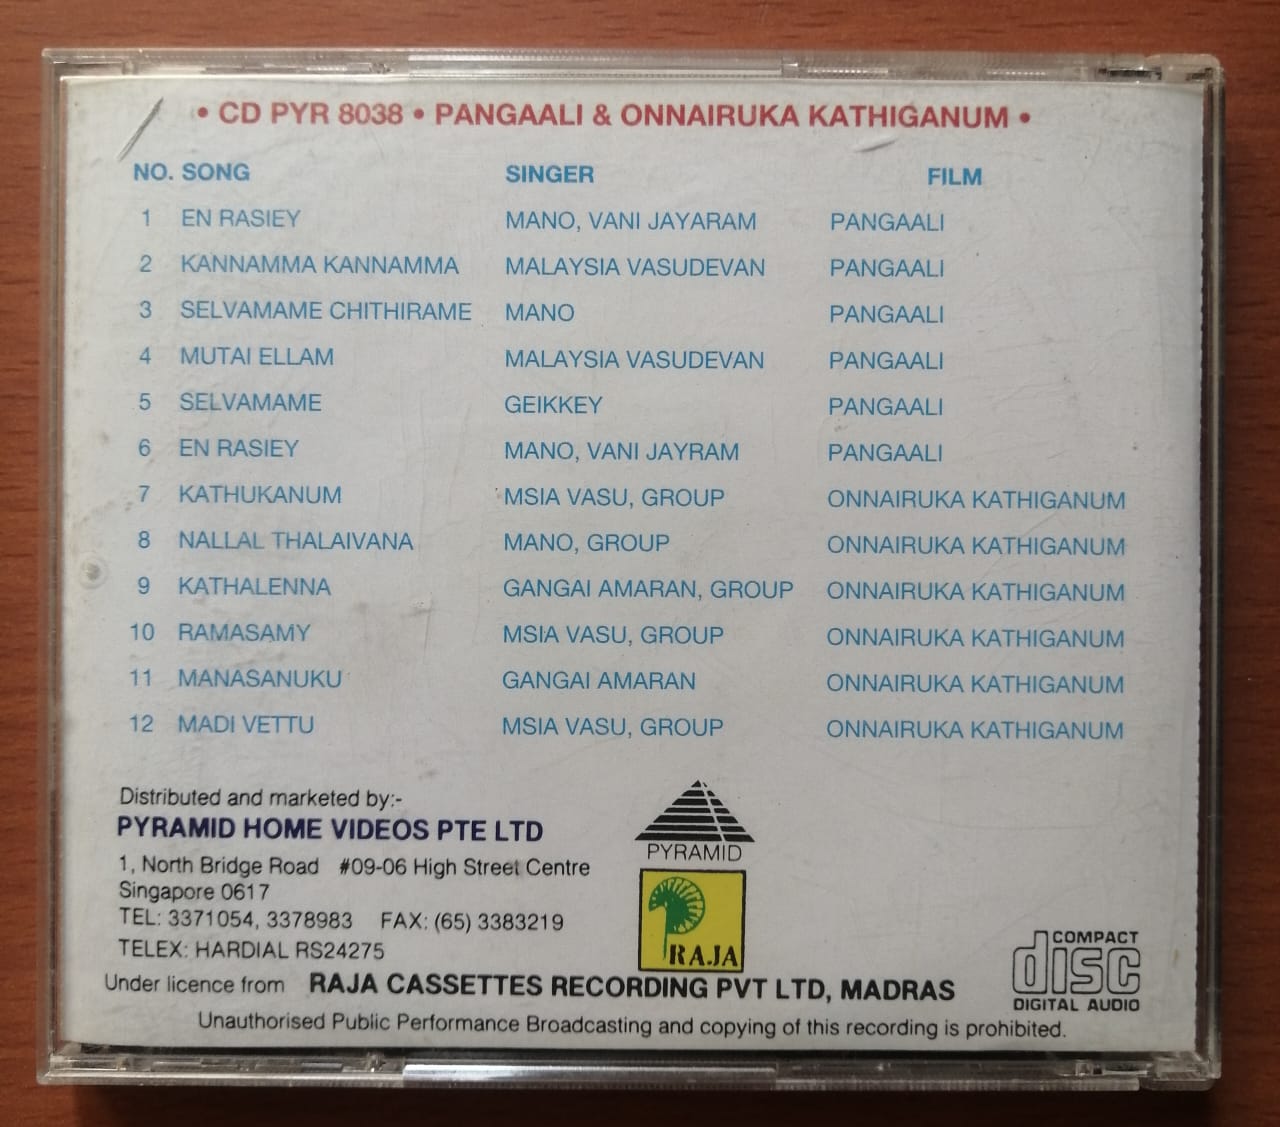 • CD PYR 8038 • PANGAALI & ONNAIRUKA KATHIGANUM •
NO. SONG SINGER FILM
1 EN RASIEY MANO, VANI JAYARAM PANGAALI
2 KANNAMMA KANNAMMA MALAYSIA VASUDEVAN PANGAALI
3 SELVAMAME CHITHIRAME MANO PANGAALI
4 MUTAI ELLAM MALAYSIA VASUDEVAN PANGAALI
5 SELVAMAME GEIKKEY PANGAALI
6 EN RASIEY MANO, VANI JAYRAM PANGAALI
7 KATHUKANUM MSIA VASU, GROUP ONNAIRUKA KATHIGANUM
8 NALLAL THALAIVANA MANO, GROUP ONNAIRUKA KATHIGANUM
9 KATHALENNA GANGAI AMARAN, GROUP ONNAIRUKA KATHIGANUM
10 RAMASAMY MSIA VASU, GROUP ONNAIRUKA KATHIGANUM
11 MANASANUKU GANGAI AMARAN ONNAIRUKA KATHIGANUM
12 MADI VETTU MSIA VASU, GROUP ONNAIRUKA KATHIGANUM
Distributed and marketed by:-
PYRAMID HOME VIDEOS PTE LTD
1, North Bridge Road #09-06 High Street Centre
Singapore 0617
TEL: 3371054, 3378983 FAX: (65) 3383219
TELEX: HARDIAL RS24275
PYRAMID
RAJA
COMPACT
disc
DIGITAL AUDIO
Under licence from RAJA CASSETTES RECORDING PVT LTD, MADRAS
Unauthorised Public Performance Broadcasting and copying of this recording is prohibited.